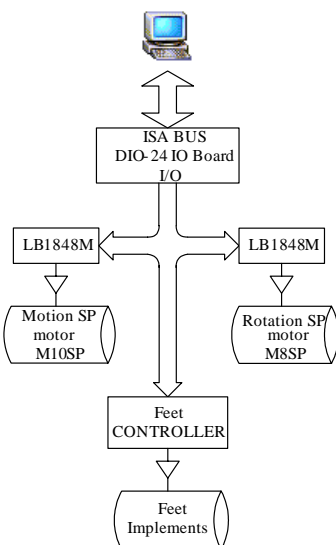 ISA BUS
DIO-24 IO Board
I/O
LB1848M
LB1848M
Motion SP
motor
M10SP
Rotation SP
motor
M8SP
Feet
CONTROLLER
Feet
Implements